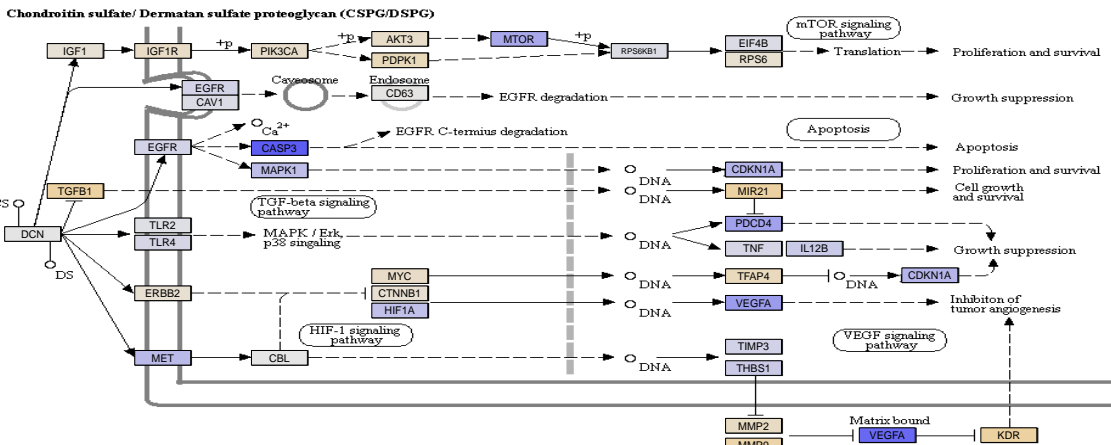 Chondroitin sulfate/ Dermatan sulfate proteoglycan (CSPG/DSPG)
mTOR signaling
pathway
IGF1
IGF1R
+p
PIK3CA
+p
AKT3
MTOR
+p
RPS6KB1
EIF4B
RPS6
Translation
Proliferation and survival
PDPK1
EGFR
CAV1
Caveosome
Endosome
CD63
EGFR degradation
Growth suppression
Ca2+
EGFR C-termius degradation
Apoptosis
EGFR
CASP3
Apoptosis
MAPK1
DNA
CDKN1A
Proliferation and survival
TGFB1
DNA
MIR21
Cell growth
and survival
TGF-beta signaling
pathway
DCN
DS
TLR2
TLR4
MAPK / Erk,
p38 singaling
DNA
PDCD4
TNF
IL12B
Growth suppression
ERBB2
MYC
CTNNB1
HIF1A
DNA
TFAP4
DNA
CDKN1A
VEGFA
Inhibiton of
tumor angiogenesis
HIF-1 signaling
pathway
VEGF signaling
pathway
MET
CBL
DNA
TIMP3
THBS1
MMP2
Matrix bound
VEGFA
KDR